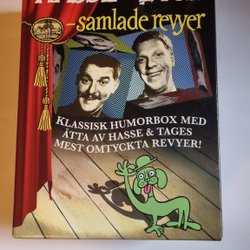 – samlade revyer
KLASSISK HUMORBOX MED
ÅTTA AV HASSE & TAGES
MEST OMTYCKTA REVYER!